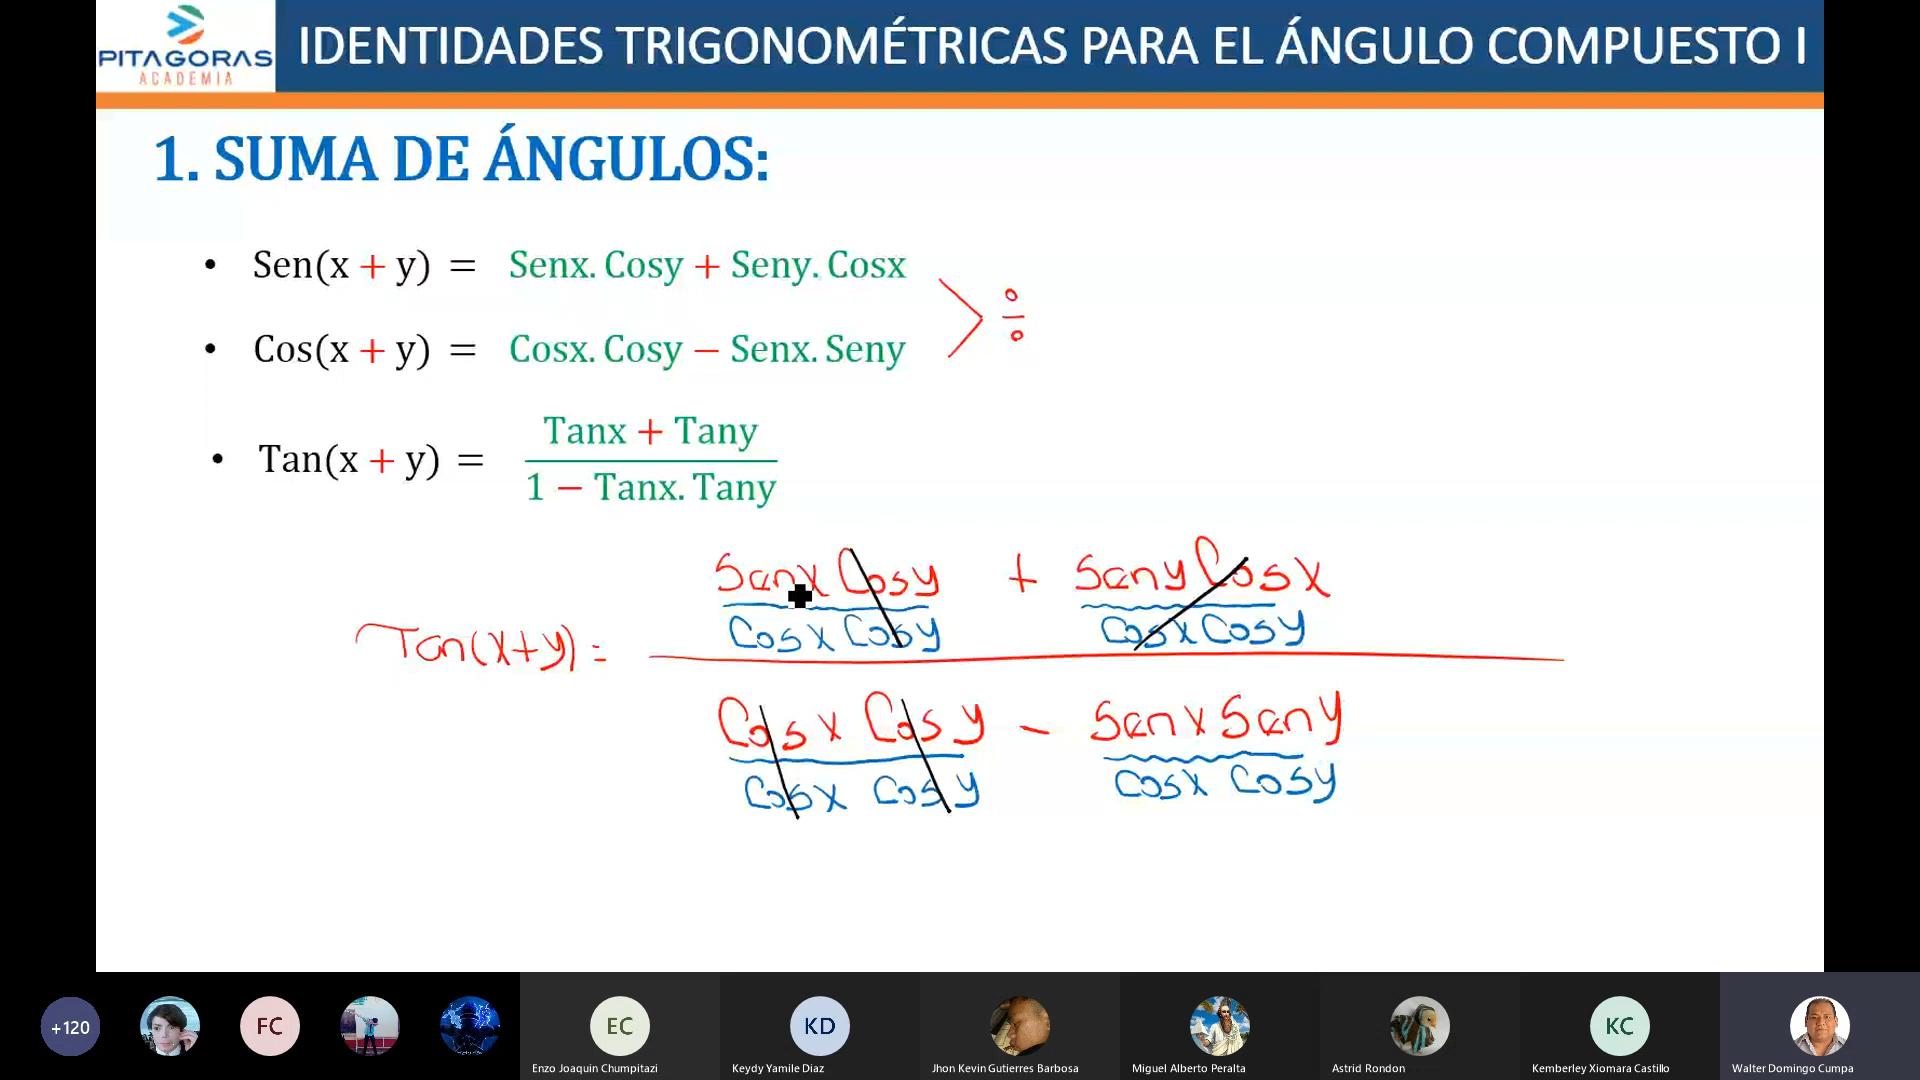 PITAGORAS
ACADEMIA
IDENTIDADES TRIGONOMÉTRICAS PARA EL ÁNGULO COMPUESTO I
1. SUMA DE ÁNGULOS:
• Sen(x + y) = Senx. Cosy + Seny. Cosx
• Cos(x + y) = Cosx. Cosy − Senx. Seny
÷
Tanx + Tany
• Tan(x + y) =
1 − Tanx. Tany
Senx Cosy + Seny Cosx
Cosx Cosy Cosx Cosy
Tan(x+y) =
Cosx Cosy - Senx Seny
Cosx Cosy Cosx Cosy
+120
FC
EC
KD
KC
Enzo Joaquin Chumpitazi
Keydy Yamile Diaz
Jhon Kevin Gutierres Barbosa
Miguel Alberto Peralta
Astrid Rondon
Kemberley Xiomara Castillo
Walter Domingo Cumpa